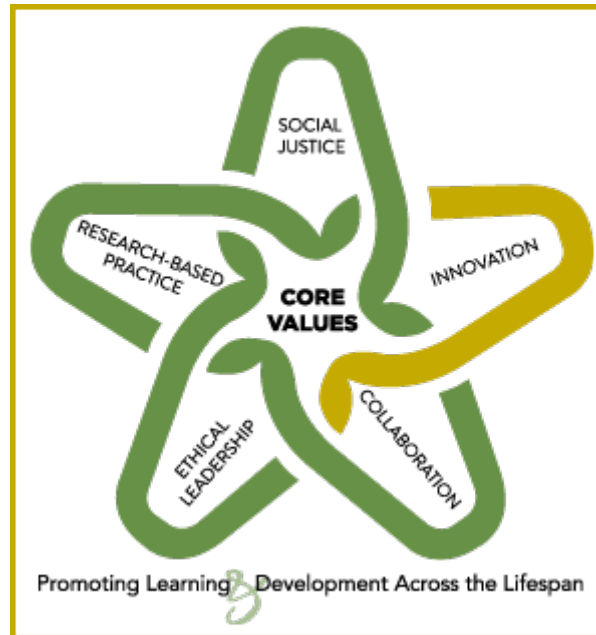 SOCIAL
JUSTICE
RESEARCH-BASED
PRACTICE
INNOVATION
CORE
VALUES
ETHICAL
LEADERSHIP
COLLABORATION
Promoting Learning & Development Across the Lifespan